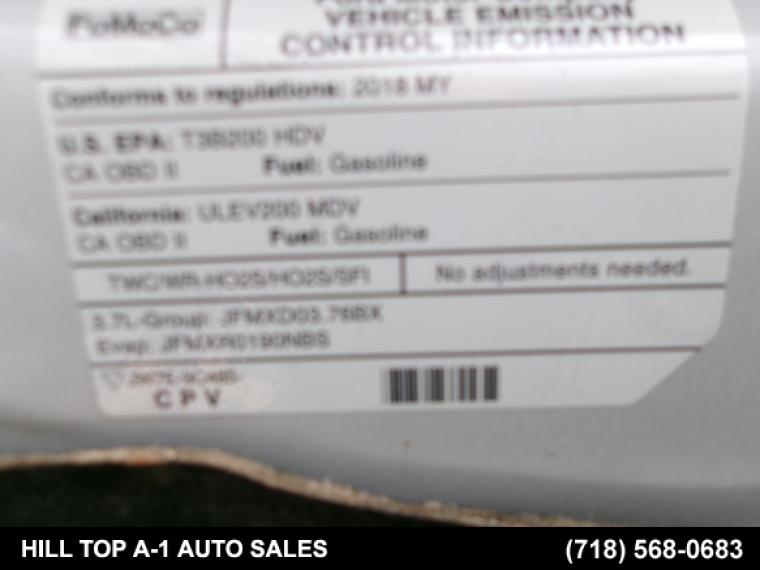 FoMoCo
VEHICLE EMISSION
CONTROL INFORMATION
Conforms to regulations: 2018 MY
U.S. EPA: T3B200 HDV
CA OBD II Fuel: Gasoline
California: ULEV200 MDV
CA OBD II Fuel: Gasoline
TWC/WR-HO2S/HO2S/SFI No adjustments needed.
3.7L-Group: JFMXD03.76BX
Evap: JFMXR0190NBS
CPV
HILL TOP A-1 AUTO SALES (718) 568-0683